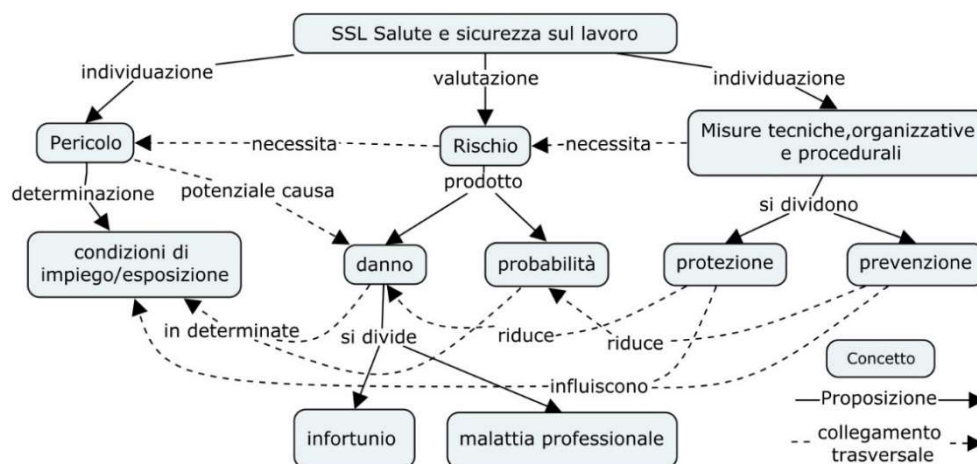 SSL Salute e sicurezza sul lavoro
individuazione
valutazione
individuazione
Pericolo
necessita
Rischio
necessita
Misure tecniche,organizzative
e procedurali
determinazione
potenziale causa
prodotto
si dividono
condizioni di
impiego/esposizione
danno
probabilità
protezione
prevenzione
in determinate
si divide
riduce
riduce
influiscono
infortunio
malattia professionale
Concetto
Proposizione
collegamento
trasversale